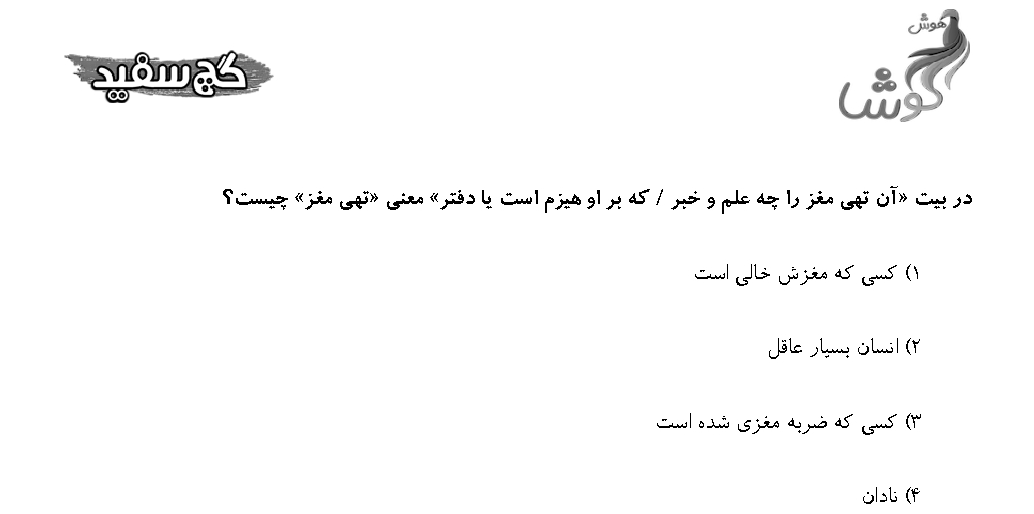 هوش
کوشا
گچ سفید
در بیت «آن تهی مغز را چه علم و خبر / که بر او هیزم است یا دفتر» معنی «تهی مغز» چیست؟
۱) کسی که مغزش خالی است
۲) انسان بسیار عاقل
۳) کسی که ضربه مغزی شده است
۴) نادان